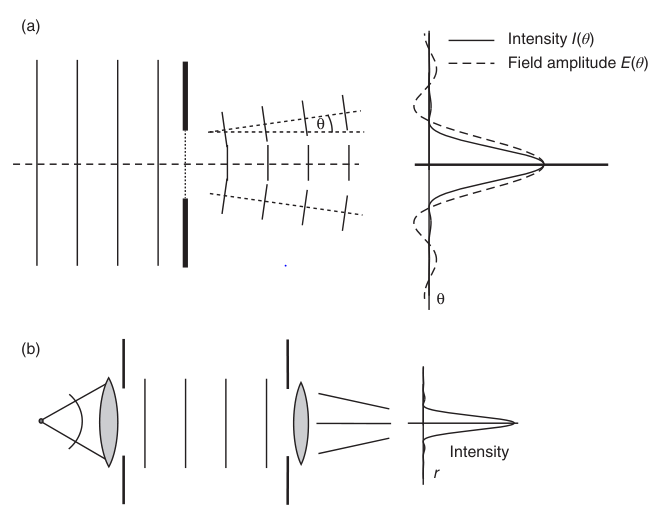 (a)
Intensity I(θ)
Field amplitude E(θ)
θ
θ
(b)
Intensity
r